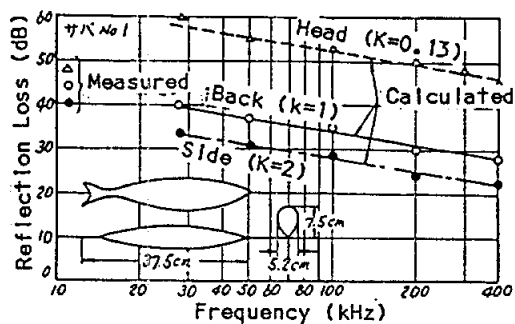 Reflection Loss (dB)
60
50
40
30
20
10
0
サバ No 1
Head (K=0.13)
Measured
Back (k=1)
Calculated
Side (K=2)
7.5cm
37.5cm
5.2cm
10 20 30 40 50 60 80 100 200 300 400
Frequency (kHz)